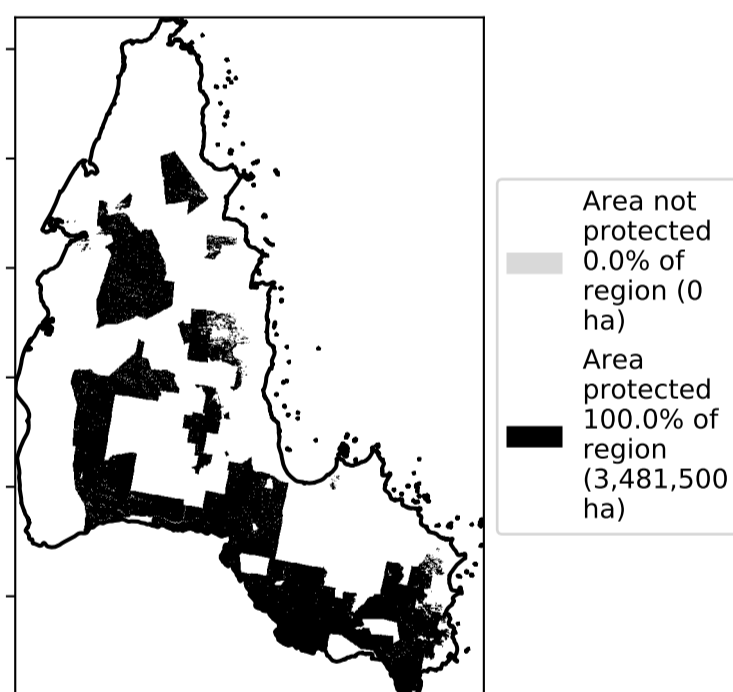 Area not
protected
0.0% of
region (0
ha)
Area
protected
100.0% of
region
(3,481,500
ha)